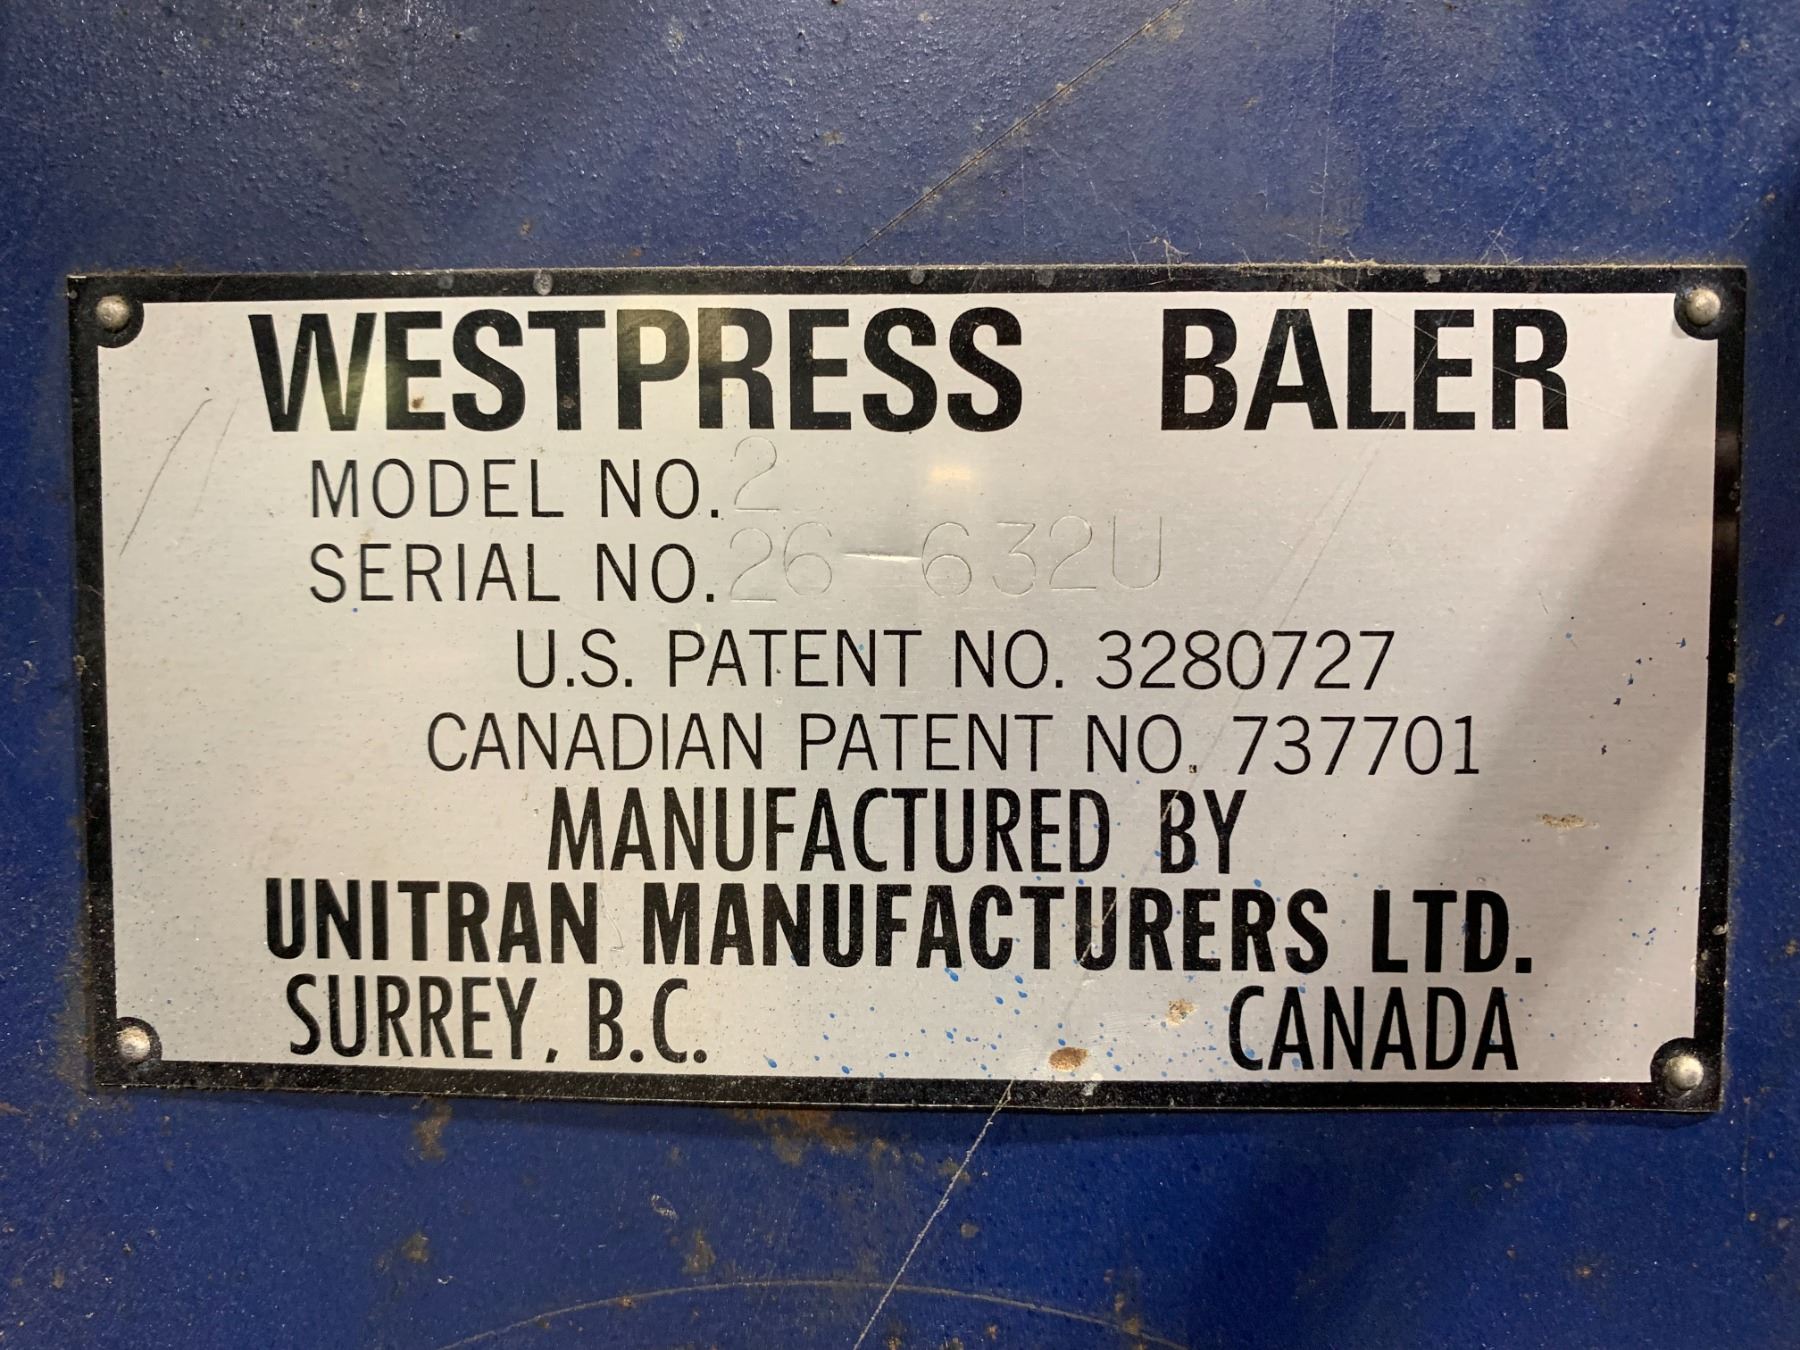 WESTPRESS BALER
MODEL NO. 2
SERIAL NO. 26-632U
U.S. PATENT NO. 3280727
CANADIAN PATENT NO. 737701
MANUFACTURED BY
UNITRAN MANUFACTURERS LTD.
SURREY, B.C. CANADA